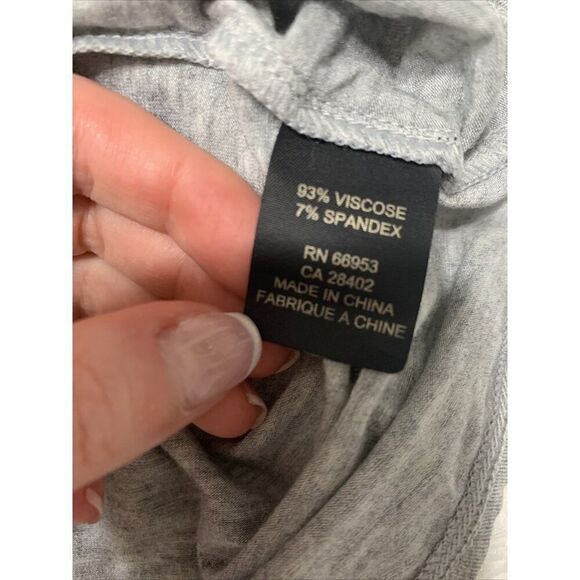 93% VISCOSE
7% SPANDEX
RN 66953
CA 28402
MADE IN CHINA
FABRIQUE A CHINE